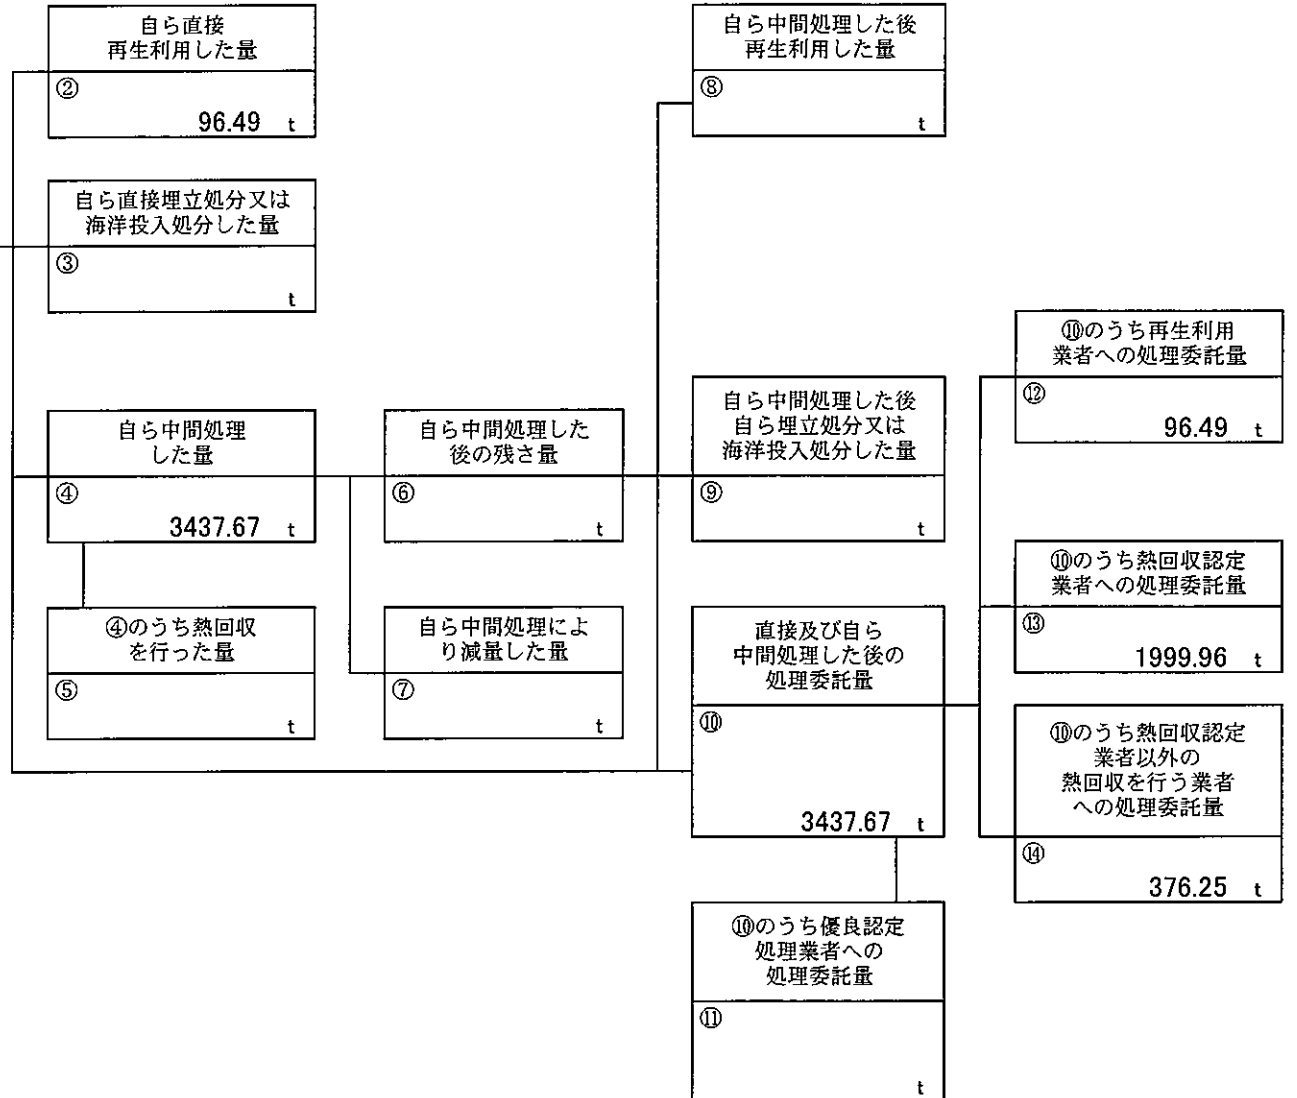 自ら直接
再生利用した量
②
96.49 t
自ら中間処理した後
再生利用した量
⑧
t
自ら直接埋立処分又は
海洋投入処分した量
③
t
⑩のうち再生利用
業者への処理委託量
⑫
96.49 t
自ら中間処理
した量
④
3437.67 t
自ら中間処理した
後の残さ量
⑥
t
自ら中間処理した後
自ら埋立処分又は
海洋投入処分した量
⑨
t
⑩のうち熱回収認定
業者への処理委託量
⑬
1999.96 t
④のうち熱回収
を行った量
⑤
t
自ら中間処理によ
り減量した量
⑦
t
直接及び自ら
中間処理した後の
処理委託量
⑩
3437.67 t
⑩のうち熱回収認定
業者以外の
熱回収を行う業者
への処理委託量
⑭
376.25 t
⑩のうち優良認定
処理業者への
処理委託量
⑪
t